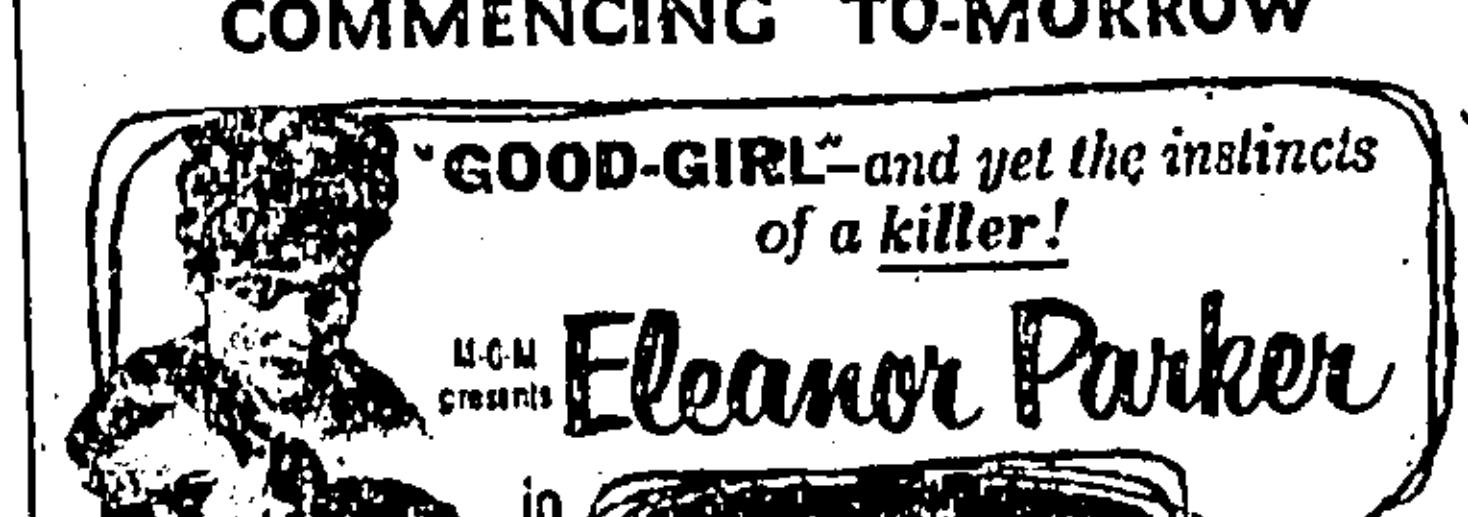 COMMENCING TO-MORROW
"GOOD-GIRL"—and yet the instincts
of a killer!
M-G-M
presents
Eleanor Parker
in